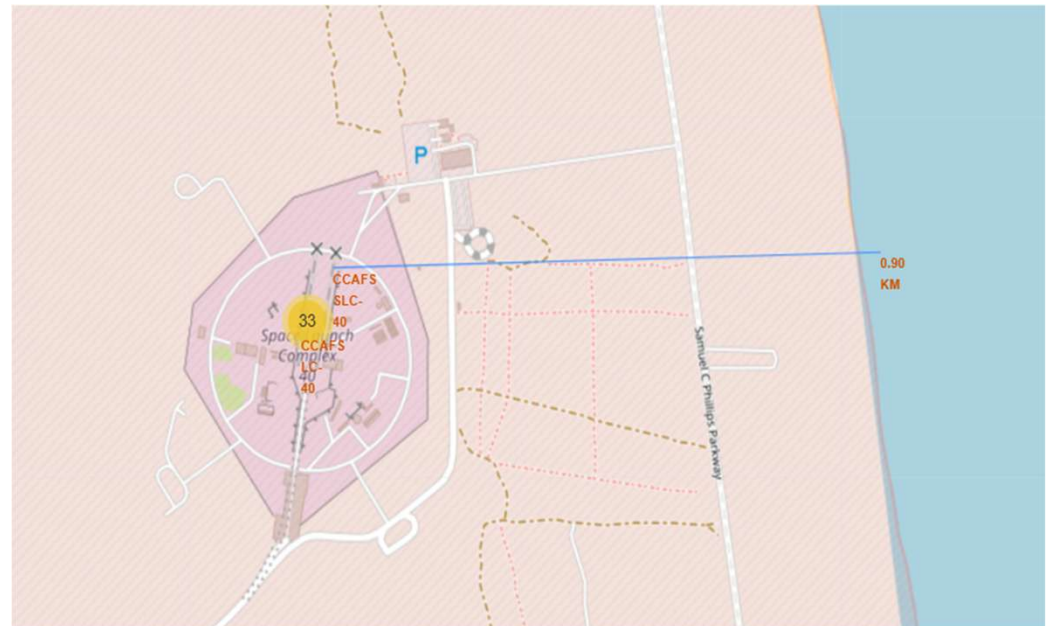 P
0.90
KM
CCAFS
SLC-
40
33
Space Launch
CCAFS
Complex
LC-
40
40
Samuel C Phillips Parkway